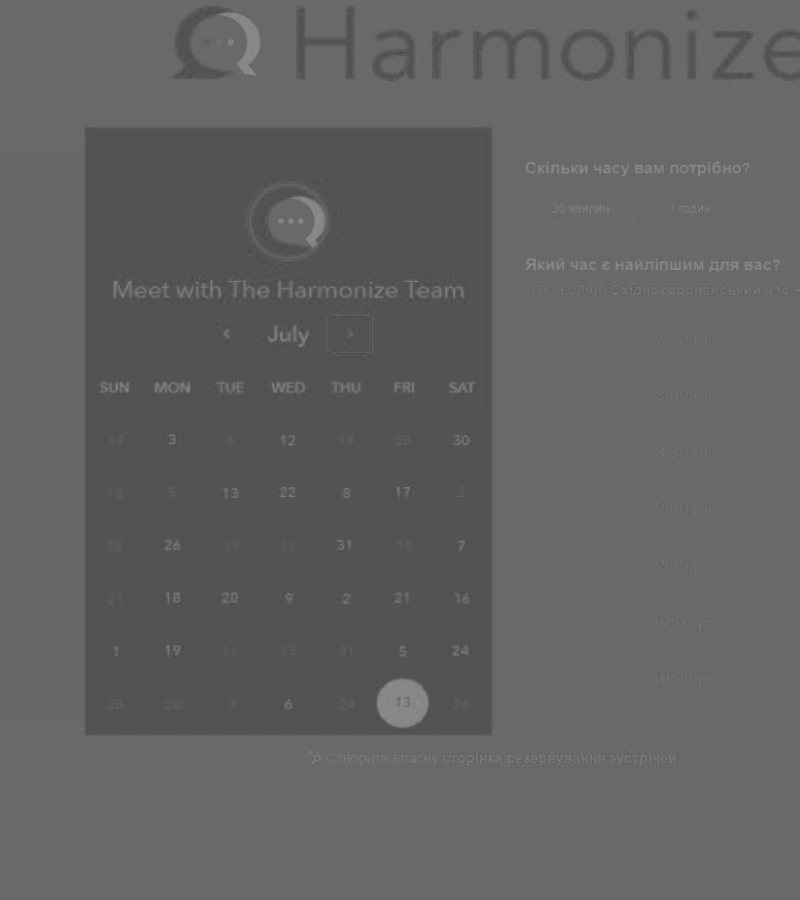 Harmonize
Meet with The Harmonize Team
‹ July ›
SUN MON TUE WED THU FRI SAT
17 3 12 14 28 30
18 5 13 22 8 17 2
26 17 11 31 7
21 18 20 9 2 21 16
1 19 11 13 31 5 24
28 20 3 6 24 13 26
Скільки часу вам потрібно?
30 хвилин 1 годин
Який час є найліпшим для вас?
UTC +03:00 Східноєвропейський час
7:30 pm
8:00 pm
8:30 pm
9:00 pm
9:30 pm
10:00 pm
10:30 pm
Створити власну сторінка резервування зустрічей